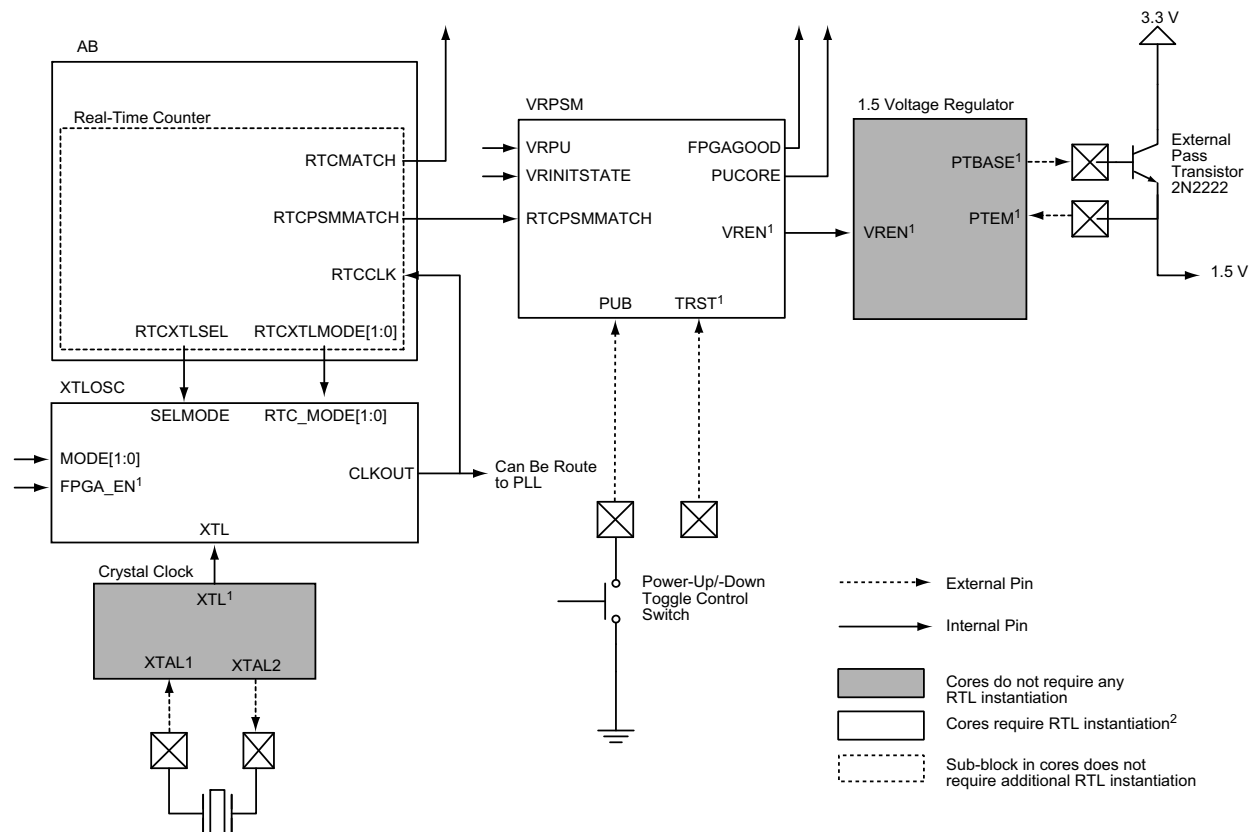 AB
Real-Time Counter
RTCMATCH
RTCPSMMATCH
RTCCLK
RTCXTLSEL
RTCXTLMODE[1:0]
XTLOSC
SELMODE
RTC_MODE[1:0]
MODE[1:0]
FPGA_EN1
CLKOUT
XTL
Can Be Route
to PLL
Crystal Clock
XTL1
XTAL1
XTAL2
VRPSM
VRPU
VRINITSTATE
RTCPSMMATCH
FPGAGOOD
PUCORE
VREN1
PUB
TRST1
Power-Up/-Down
Toggle Control
Switch
1.5 Voltage Regulator
PTBASE1
PTEM1
VREN1
3.3 V
External
Pass
Transistor
2N2222
1.5 V
External Pin
Internal Pin
Cores do not require any
RTL instantiation
Cores require RTL instantiation2
Sub-block in cores does not
require additional RTL instantiation